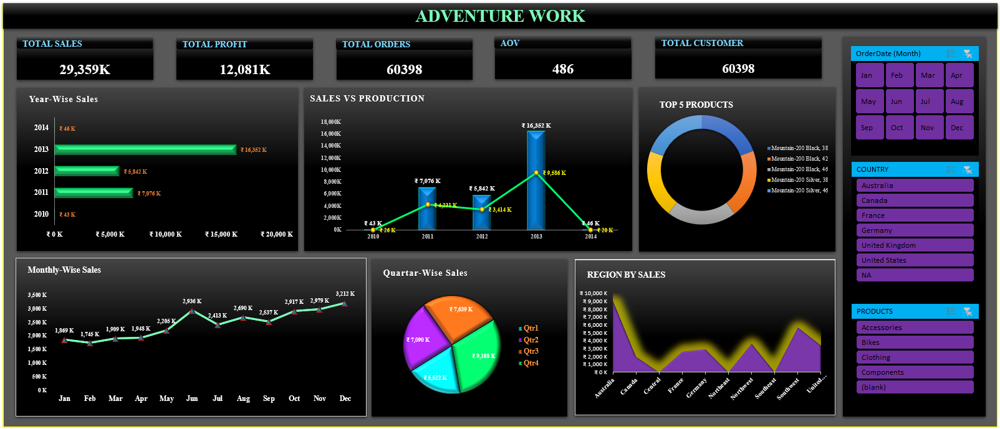 ADVENTURE WORK
TOTAL SALES
29,359K
TOTAL PROFIT
12,081K
TOTAL ORDERS
60398
AOV
486
TOTAL CUSTOMER
60398
Year-Wise Sales
2014
₹ 46 K
2013
₹ 16,352 K
2012
₹ 5,842 K
2011
₹ 7,076 K
2010
₹ 43 K
₹ 0 K ₹ 5,000 K ₹ 10,000 K ₹ 15,000 K ₹ 20,000 K
SALES VS PRODUCTION
18,000K
16,000K
14,000K
12,000K
10,000K
8,000K
6,000K
4,000K
2,000K
0K
₹ 43 K
₹ 7,076 K
₹ 5,842 K
₹ 16,352 K
₹ 46 K
₹ 26 K
₹ 4,231 K
₹ 3,414 K
₹ 9,586 K
₹ 20 K
2010 2011 2012 2013 2014
TOP 5 PRODUCTS
Mountain-200 Black, 38
Mountain-200 Black, 42
Mountain-200 Black, 46
Mountain-200 Silver, 38
Mountain-200 Silver, 46
Monthly-Wise Sales
3,500 K
3,000 K
2,500 K
2,000 K
1,500 K
1,000 K
500 K
0 K
1,869 K
1,745 K
1,909 K
1,948 K
2,205 K
2,936 K
2,413 K
2,690 K
2,537 K
2,917 K
2,979 K
3,212 K
Jan Feb Mar Apr May Jun Jul Aug Sep Oct Nov Dec
Quartar-Wise Sales
₹ 7,639 K
₹ 7,090 K
₹ 9,108 K
₹ 5,522 K
Qtr1
Qtr2
Qtr3
Qtr4
REGION BY SALES
₹ 10,000 K
₹ 9,000 K
₹ 8,000 K
₹ 7,000 K
₹ 6,000 K
₹ 5,000 K
₹ 4,000 K
₹ 3,000 K
₹ 2,000 K
₹ 1,000 K
₹ 0 K
Australia
Canada
Central
France
Germany
Northeast
Northwest
Southeast
Southwest
United...
OrderDate (Month)
Jan Feb Mar Apr
May Jun Jul Aug
Sep Oct Nov Dec
COUNTRY
Australia
Canada
France
Germany
United Kingdom
United States
NA
PRODUCTS
Accessories
Bikes
Clothing
Components
(blank)